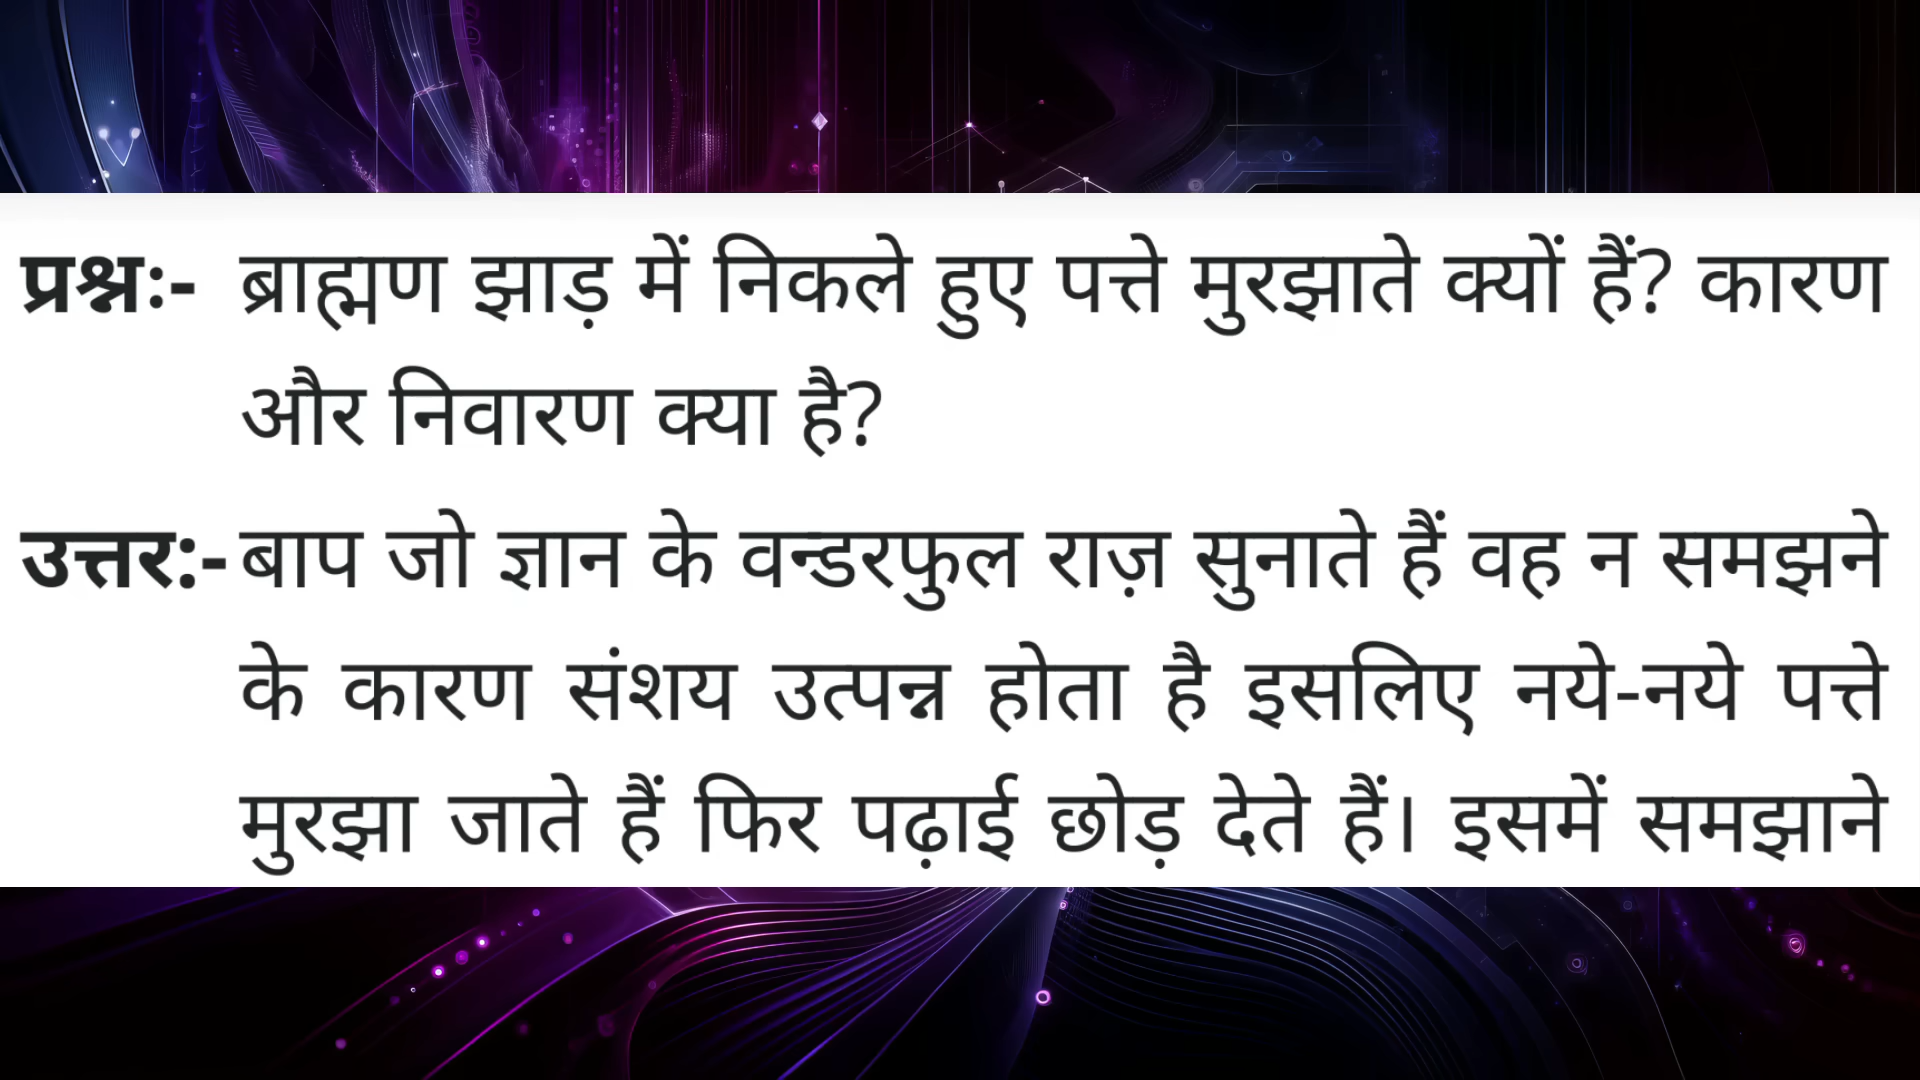 प्रश्नः- ब्राह्मण झाड़ में निकले हुए पत्ते मुरझाते क्यों हैं? कारण
और निवारण क्या है?
उत्तर:- बाप जो ज्ञान के वन्डरफुल राज़ सुनाते हैं वह न समझने
के कारण संशय उत्पन्न होता है इसलिए नये-नये पत्ते
मुरझा जाते हैं फिर पढ़ाई छोड़ देते हैं। इसमें समझाने